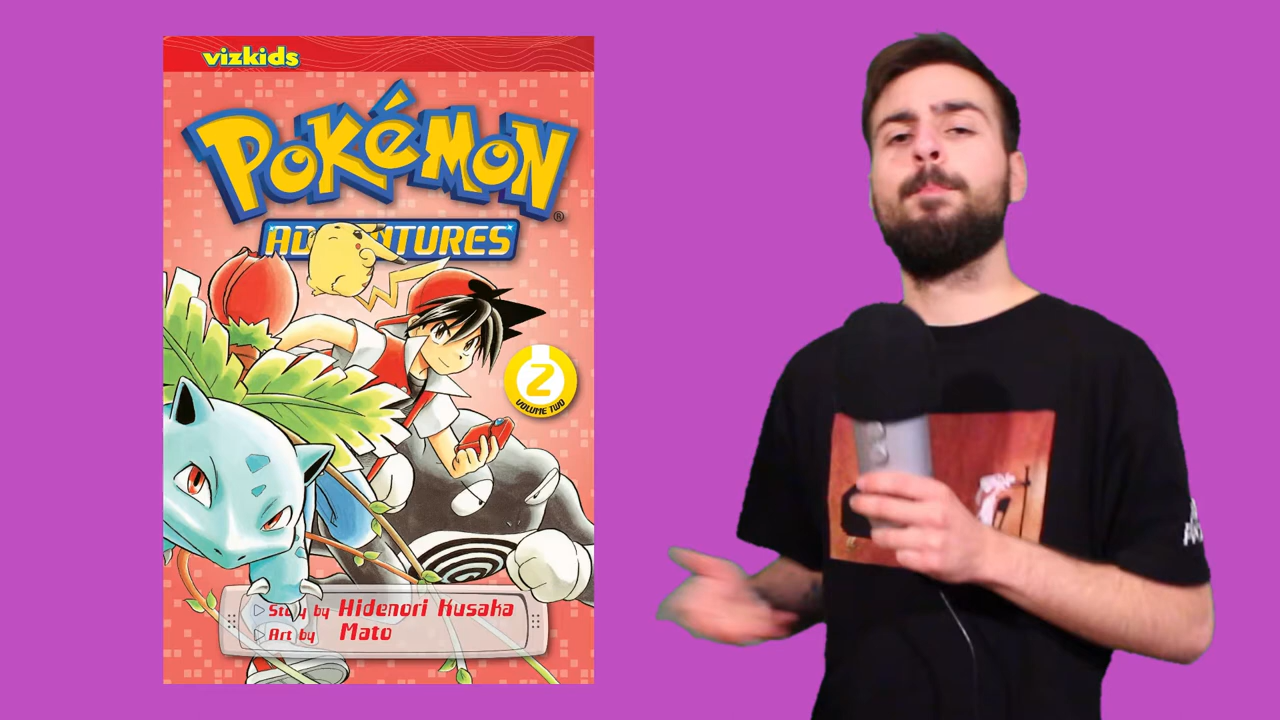 vizkids
POKéMON®
ADVENTURES
2
VOLUME TWO
Story by Hidenori Kusaka
Art by Mato